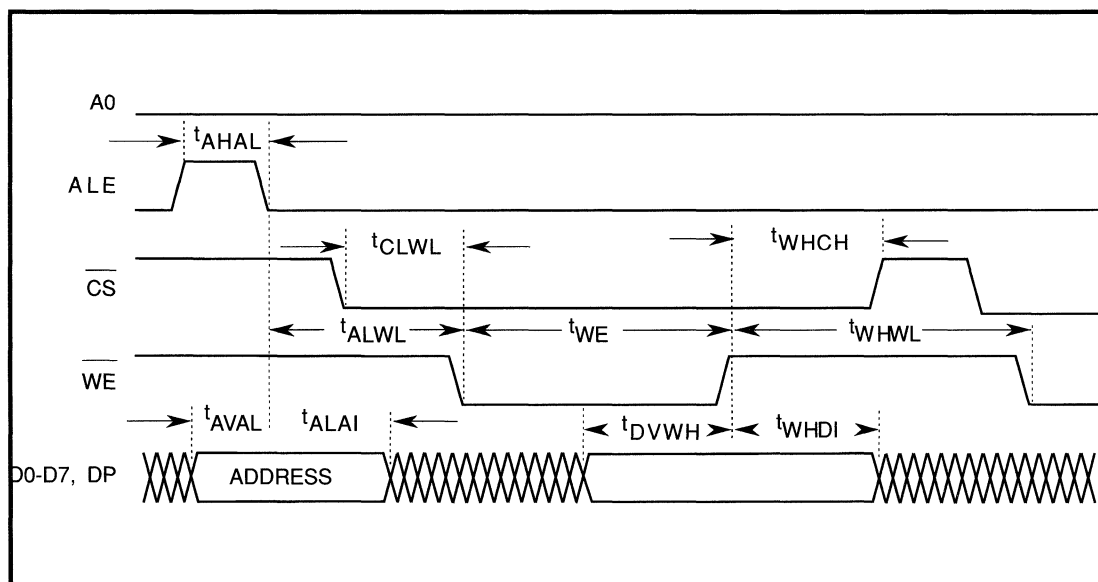 A0
tAHAL
ALE
tCLWL
tWHCH
CS
tALWL
tWE
tWHWL
WE
tAVAL
tALAI
tDVWH
tWHDI
D0-D7, DP
ADDRESS